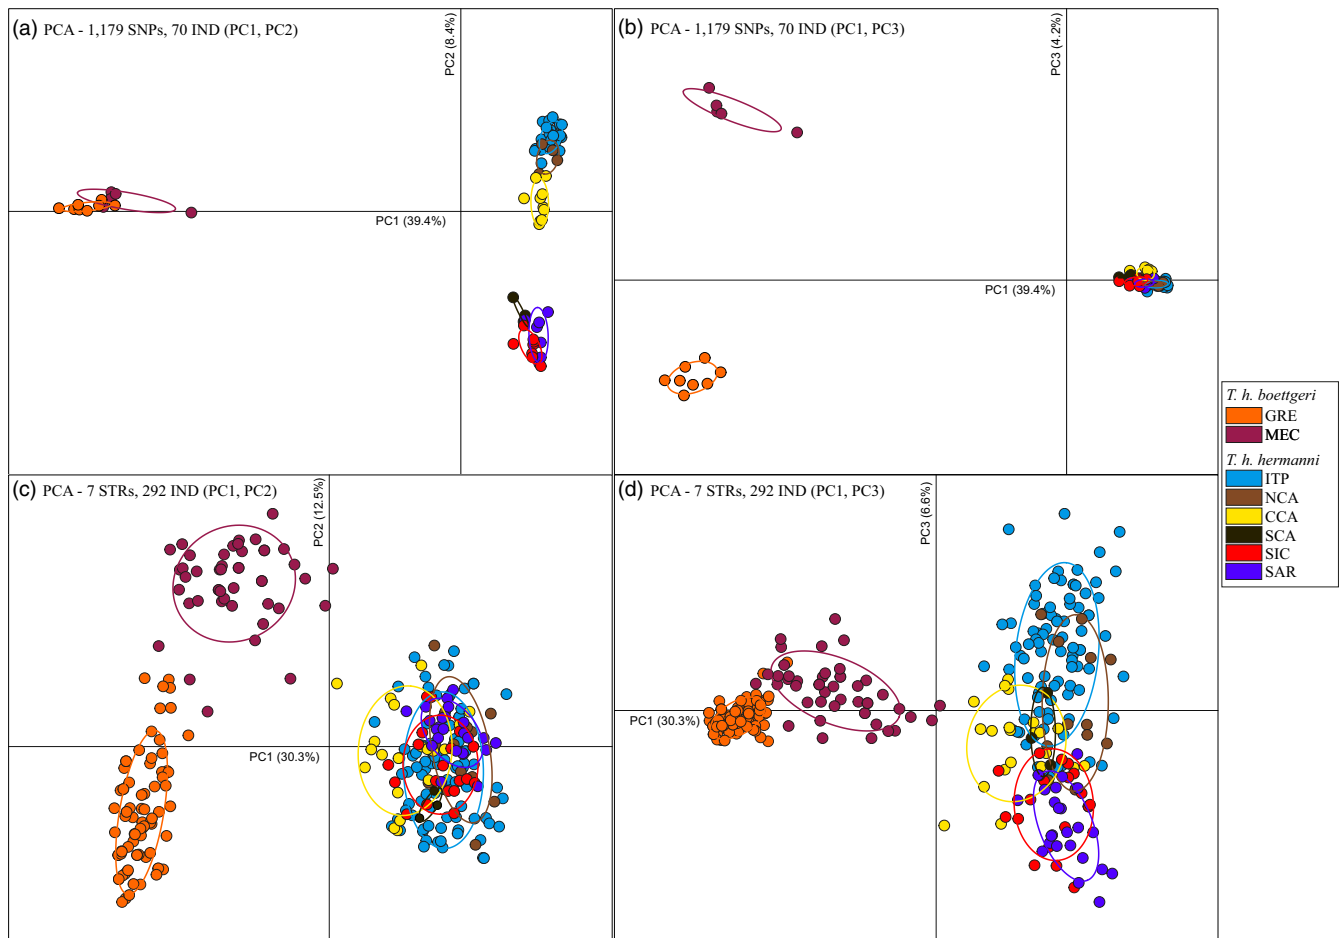 (a) PCA - 1,179 SNPs, 70 IND (PC1, PC2)
PC2 (8.4%)
PC1 (39.4%)
(b) PCA - 1,179 SNPs, 70 IND (PC1, PC3)
PC3 (4.2%)
PC1 (39.4%)
(c) PCA - 7 STRs, 292 IND (PC1, PC2)
PC2 (12.5%)
PC1 (30.3%)
(d) PCA - 7 STRs, 292 IND (PC1, PC3)
PC3 (6.6%)
PC1 (30.3%)
T. h. boettgeri
GRE
MEC
T. h. hermanni
ITP
NCA
CCA
SCA
SIC
SAR